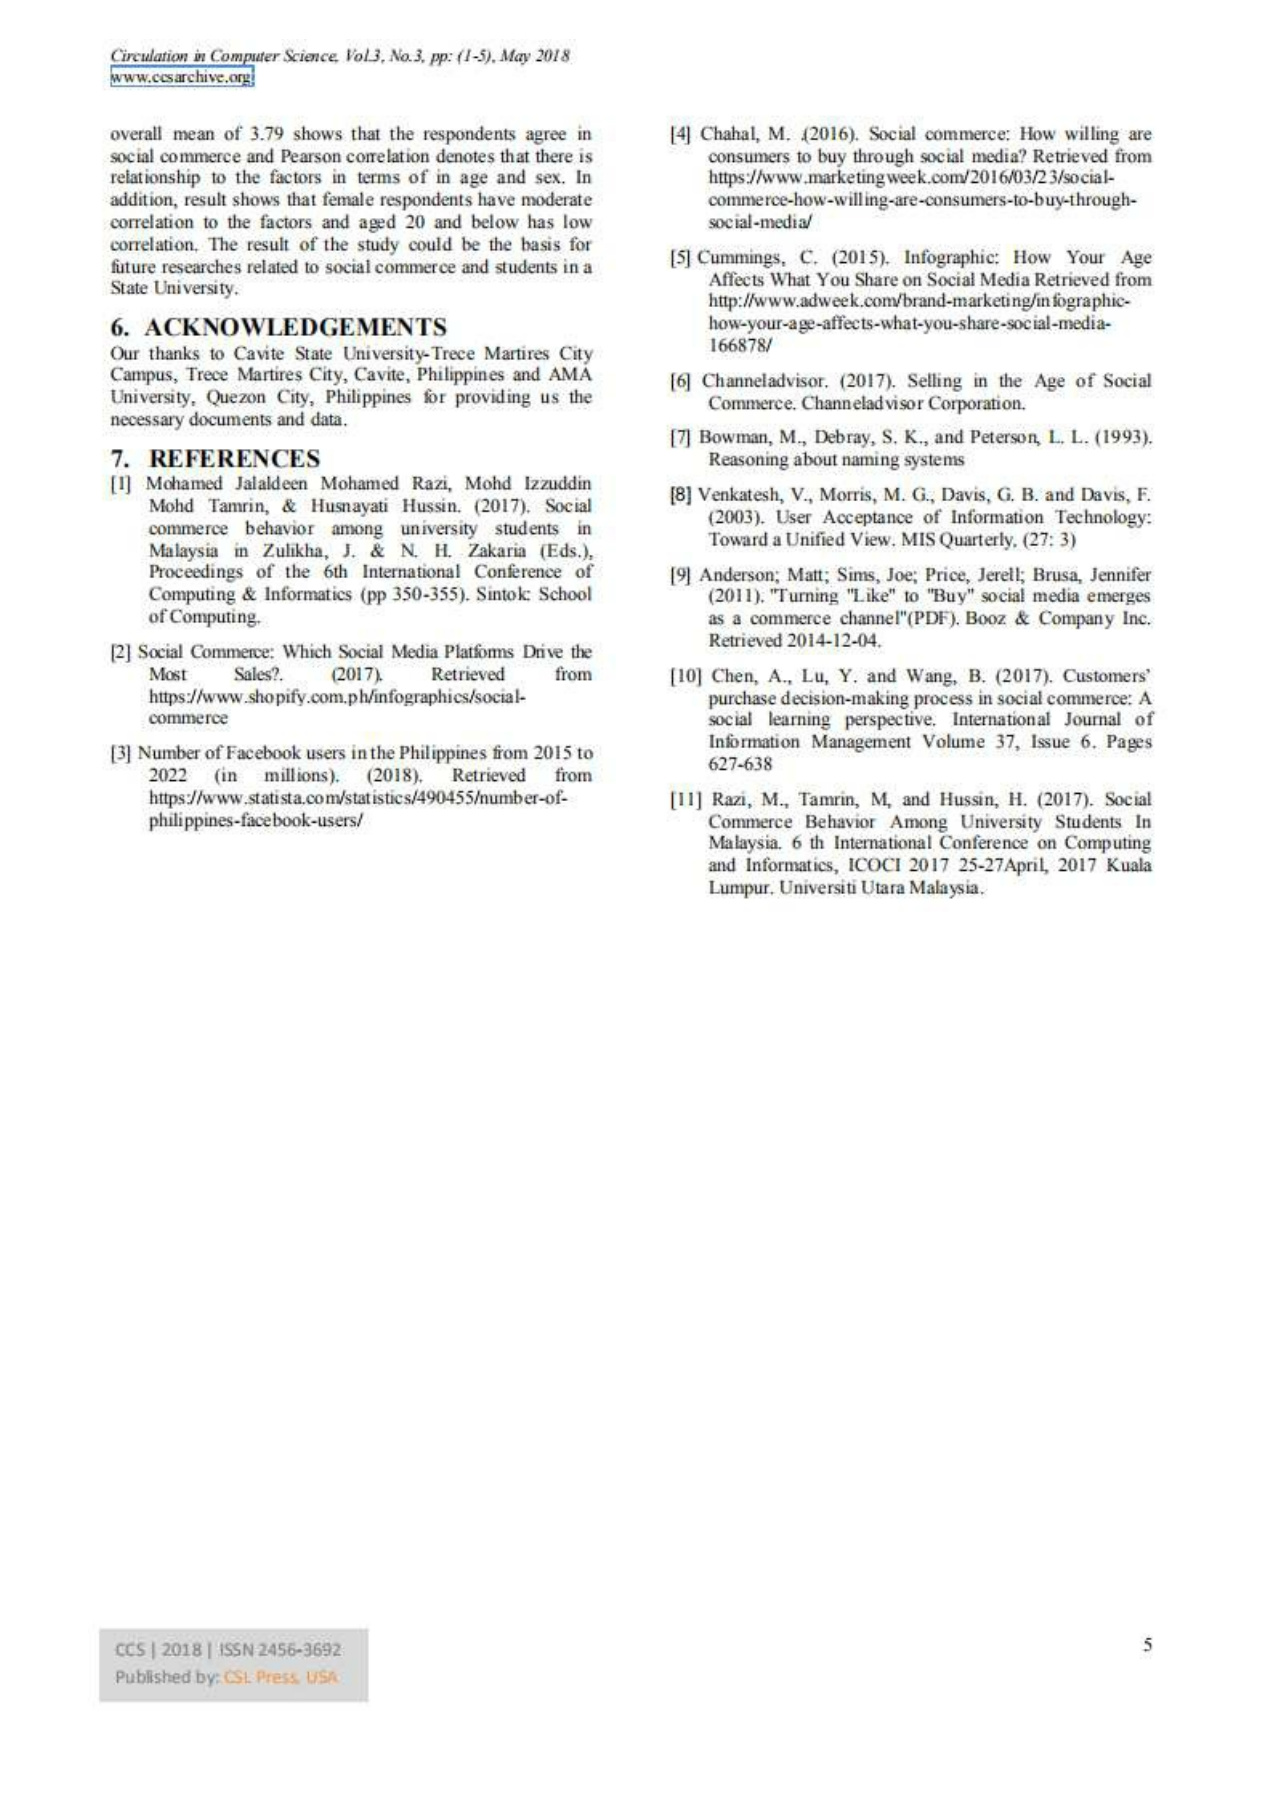 Circulation in Computer Science, Vol.3, No.3, pp: (1-5), May 2018
www.ccsarchive.org
overall mean of 3.79 shows that the respondents agree in
social commerce and Pearson correlation denotes that there is
relationship to the factors in terms of in age and sex. In
addition, result shows that female respondents have moderate
correlation to the factors and aged 20 and below has low
correlation. The result of the study could be the basis for
future researches related to social commerce and students in a
State University.
6. ACKNOWLEDGEMENTS
Our thanks to Cavite State University-Trece Martires City
Campus, Trece Martires City, Cavite, Philippines and AMA
University, Quezon City, Philippines for providing us the
necessary documents and data.
7. REFERENCES
[1] Mohamed Jalaldeen Mohamed Razi, Mohd Izzuddin
Mohd Tamrin, & Husnayati Hussin. (2017). Social
commerce behavior among university students in
Malaysia in Zulikha, J. & N. H. Zakaria (Eds.),
Proceedings of the 6th International Conference of
Computing & Informatics (pp 350-355). Sintok: School
of Computing.
[2] Social Commerce: Which Social Media Platforms Drive the
Most Sales?. (2017). Retrieved from
https://www.shopify.com.ph/infographics/social-
commerce
[3] Number of Facebook users in the Philippines from 2015 to
2022 (in millions). (2018). Retrieved from
https://www.statista.com/statistics/490455/number-of-
philippines-facebook-users/
[4] Chahal, M. .(2016). Social commerce: How willing are
consumers to buy through social media? Retrieved from
https://www.marketingweek.com/2016/03/23/social-
commerce-how-willing-are-consumers-to-buy-through-
social-media/
[5] Cummings, C. (2015). Infographic: How Your Age
Affects What You Share on Social Media Retrieved from
http://www.adweek.com/brand-marketing/infographic-
how-your-age-affects-what-you-share-social-media-
166878/
[6] Channeladvisor. (2017). Selling in the Age of Social
Commerce. Channeladvisor Corporation.
[7] Bowman, M., Debray, S. K., and Peterson, L. L. (1993).
Reasoning about naming systems
[8] Venkatesh, V., Morris, M. G., Davis, G. B. and Davis, F.
(2003). User Acceptance of Information Technology:
Toward a Unified View. MIS Quarterly, (27: 3)
[9] Anderson; Matt; Sims, Joe; Price, Jerell; Brusa, Jennifer
(2011). "Turning "Like" to "Buy" social media emerges
as a commerce channel"(PDF). Booz & Company Inc.
Retrieved 2014-12-04.
[10] Chen, A., Lu, Y. and Wang, B. (2017). Customers’
purchase decision-making process in social commerce: A
social learning perspective. International Journal of
Information Management Volume 37, Issue 6. Pages
627-638
[11] Razi, M., Tamrin, M, and Hussin, H. (2017). Social
Commerce Behavior Among University Students In
Malaysia. 6 th International Conference on Computing
and Informatics, ICOCI 2017 25-27April, 2017 Kuala
Lumpur. Universiti Utara Malaysia.
CCS | 2018 | ISSN 2456-3692
Published by: CSL Press, USA
5